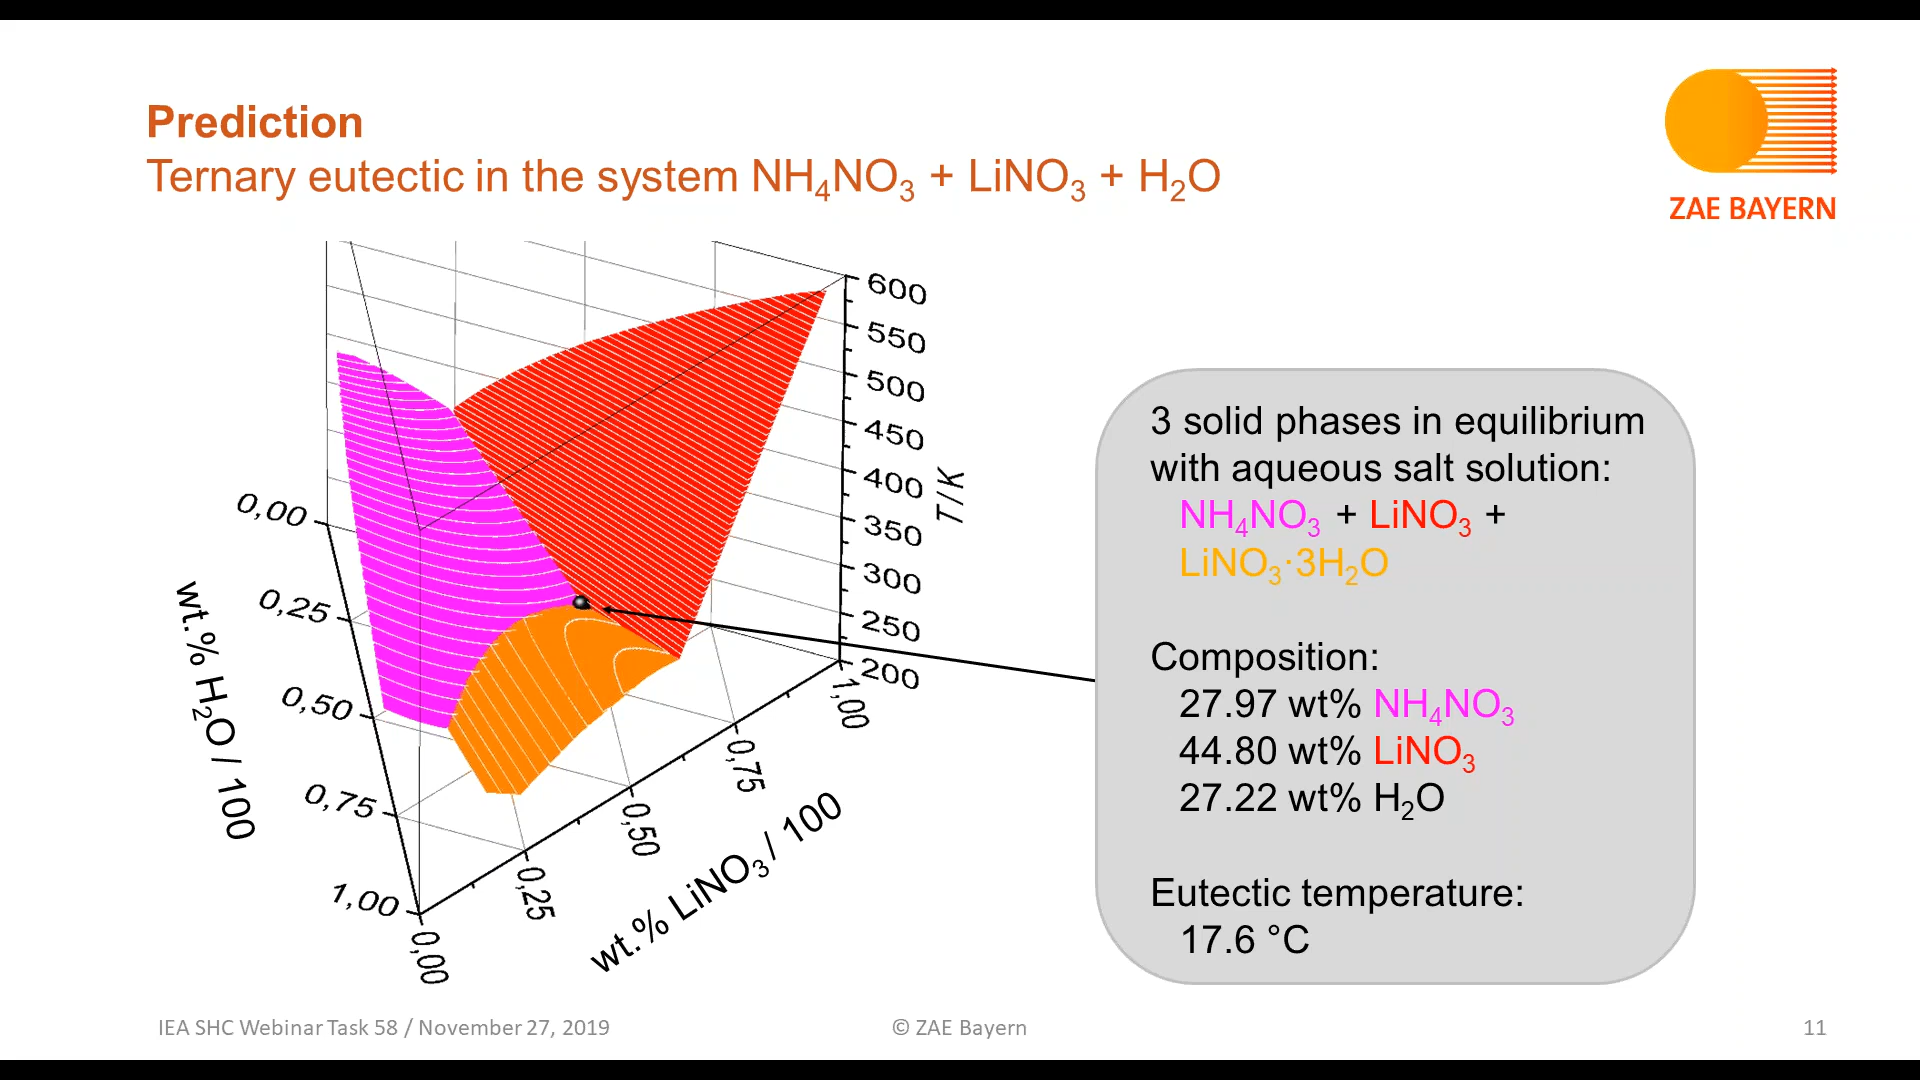 Prediction
Ternary eutectic in the system NH₄NO₃ + LiNO₃ + H₂O
ZAE BAYERN
600
550
500
450
400
350
300
250
200
T/K
0,00
0,25
0,50
0,75
1,00
wt.% H₂O / 100
0,00
0,25
0,50
0,75
1,00
wt.% LiNO₃ / 100
3 solid phases in equilibrium
with aqueous salt solution:
NH₄NO₃ + LiNO₃ +
LiNO₃·3H₂O
Composition:
27.97 wt% NH₄NO₃
44.80 wt% LiNO₃
27.22 wt% H₂O
Eutectic temperature:
17.6 °C
IEA SHC Webinar Task 58 / November 27, 2019
© ZAE Bayern
11